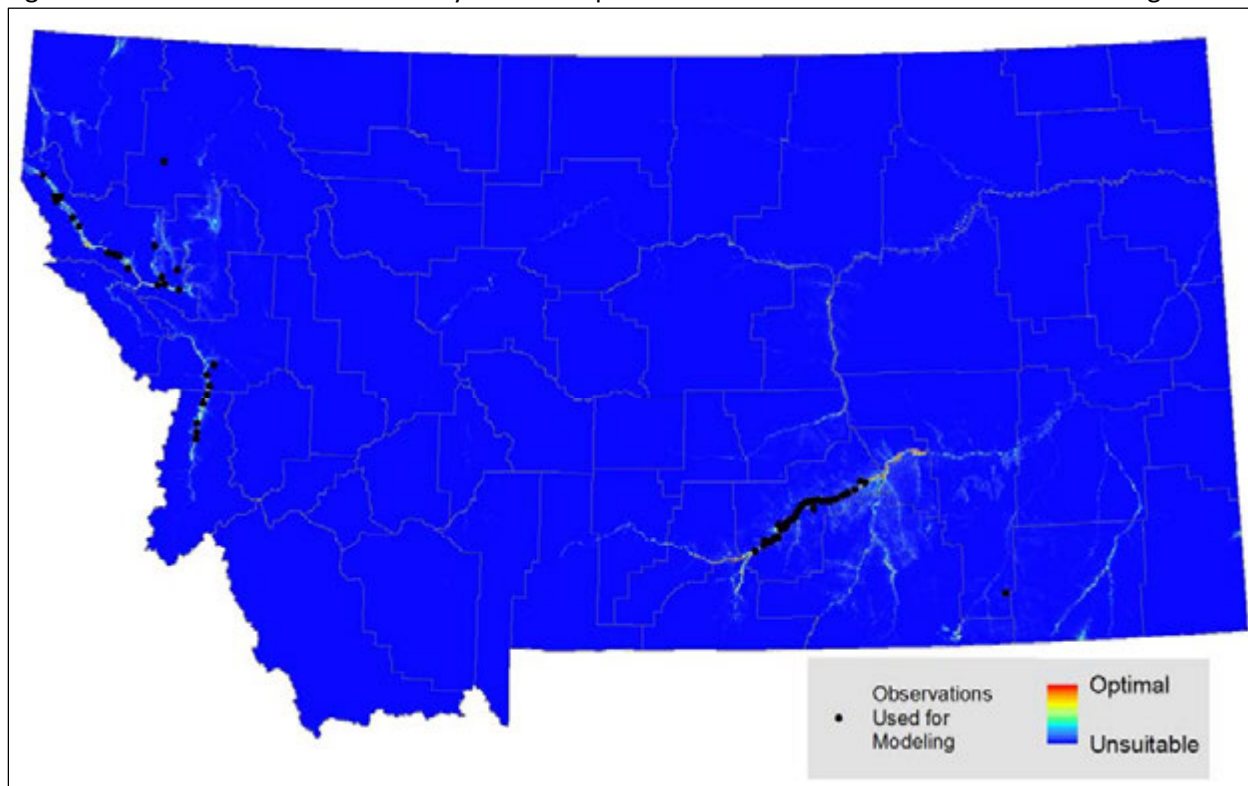 Observations
Used for
Modeling
Optimal
Unsuitable